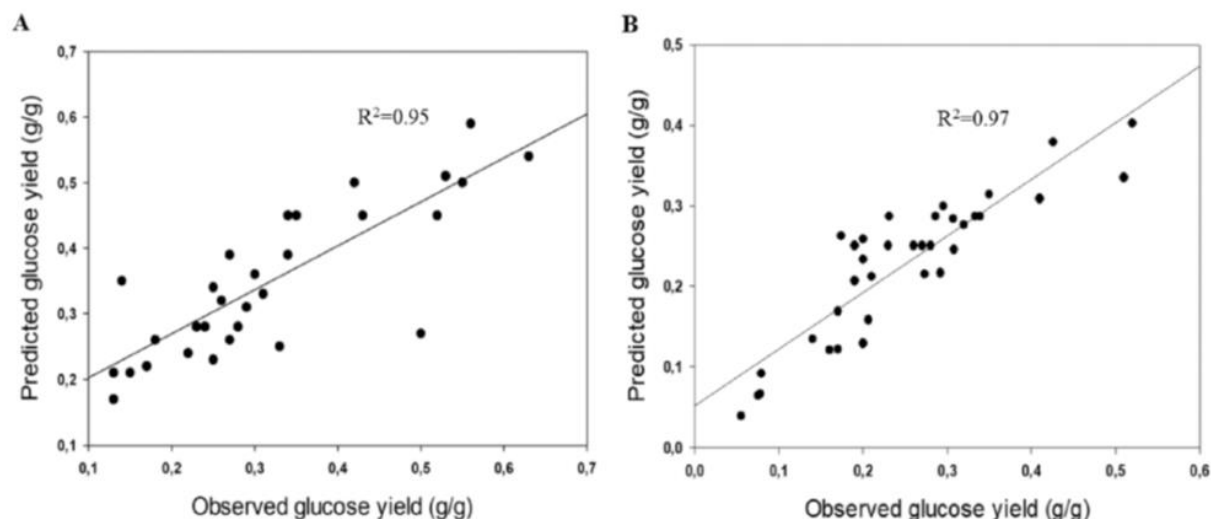 A
0,7
0,6
0,5
0,4
0,3
0,2
0,1
0,1 0,2 0,3 0,4 0,5 0,6 0,7
Predicted glucose yield (g/g)
Observed glucose yield (g/g)
R²=0.95
B
0,5
0,4
0,3
0,2
0,1
0,0
0,0 0,1 0,2 0,3 0,4 0,5 0,6
Predicted glucose yield (g/g)
Observed glucose yield (g/g)
R²=0.97